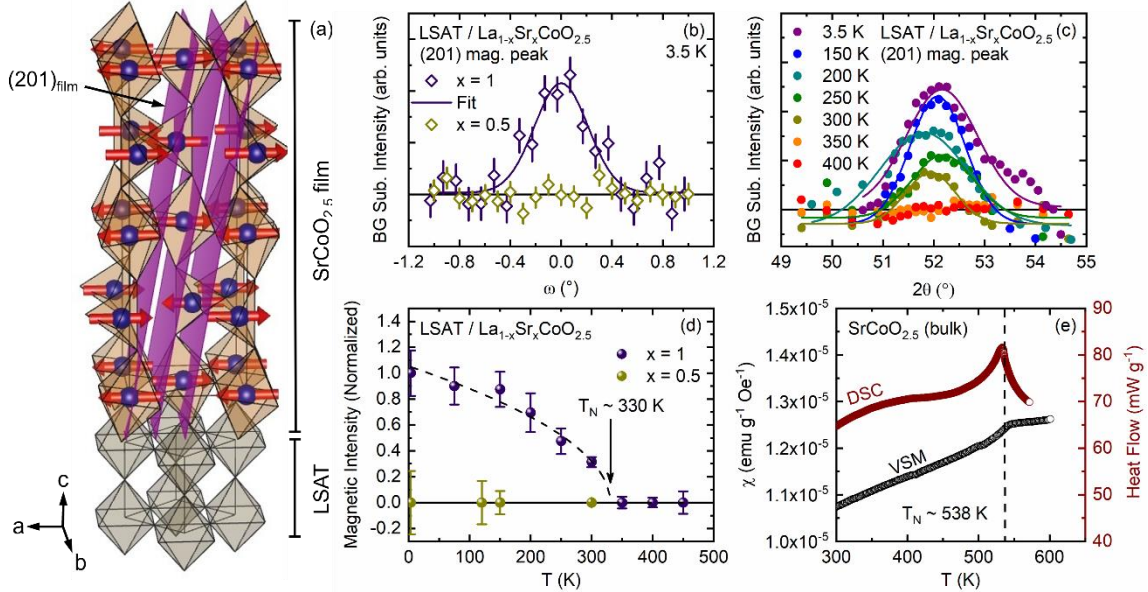 (a)
(201)film
SrCoO2.5 film
LSAT
c
a
b
LSAT / La1-xSrxCoO2.5
(b)
(201) mag. peak
3.5 K
x = 1
Fit
x = 0.5
BG Sub. Intensity (arb. units)
-1.2 -0.8 -0.4 0.0 0.4 0.8 1.2
ω (°)
3.5 K LSAT / La1-xSrxCoO2.5
150 K (201) mag. peak (c)
200 K
250 K
300 K
350 K
400 K
BG Sub. Intensity (arb. units)
49 50 51 52 53 54 55
2θ (°)
LSAT / La1-xSrxCoO2.5 (d)
x = 1
x = 0.5
TN ~ 330 K
Magnetic Intensity (Normalized)
1.4
1.2
1.0
0.8
0.6
0.4
0.2
0.0
-0.2
0 50 100 150 200 250 300 350 400 450 500
T (K)
SrCoO2.5 (bulk) (e)
DSC
VSM
TN ~ 538 K
χ (emu g-1 Oe-1)
1.5x10-5
1.4x10-5
1.3x10-5
1.2x10-5
1.1x10-5
1.0x10-5
300 400 500 600
T (K)
90
80
70
60
50
40
Heat Flow (mW g-1)